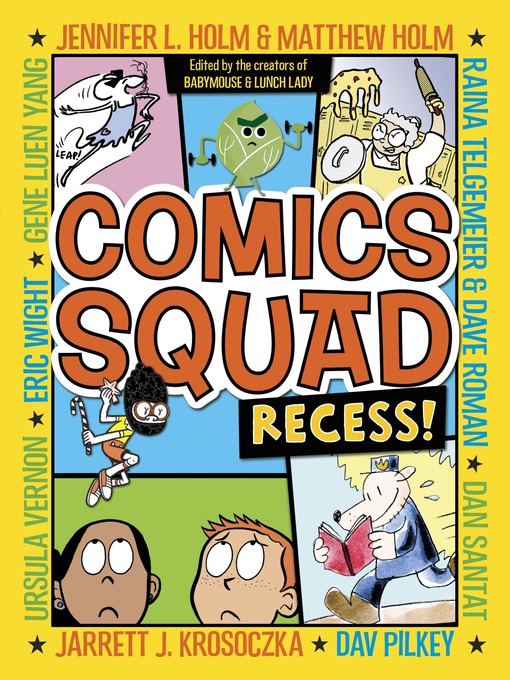 JENNIFER L. HOLM & MATTHEW HOLM
Edited by the creators of
BABYMOUSE & LUNCH LADY
LEAP!
COMICS
SQUAD
RECESS!
RAINA TELGEMEIER & DAVE ROMAN ★ DAN SANTAT
URSULA VERNON ★ ERIC WIGHT ★ GENE LUEN YANG
JARRETT J. KROSOCZKA ★ DAV PILKEY